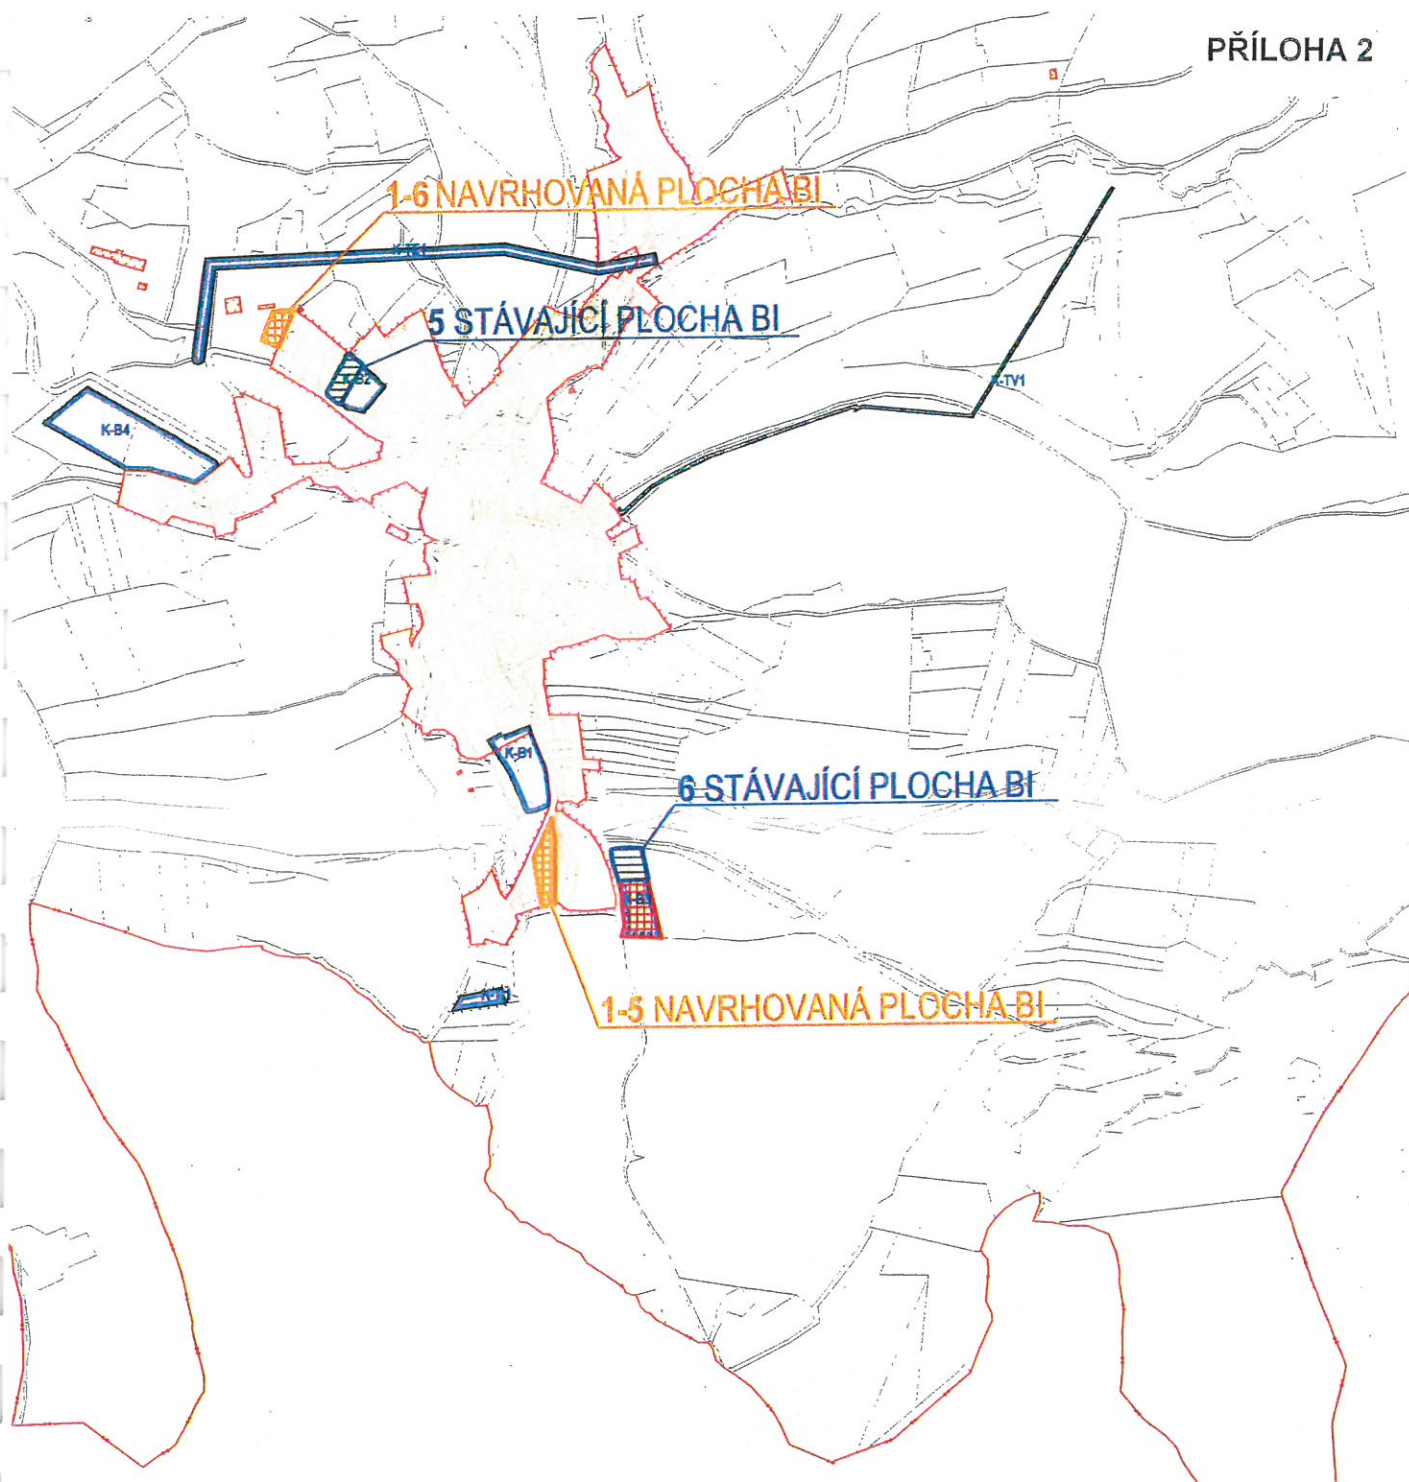 PŘÍLOHA 2
1-6 NAVRHOVANÁ PLOCHA BI
5 STÁVAJÍCÍ PLOCHA BI
K-B2
K-TV1
K-B4
K-B1
6 STÁVAJÍCÍ PLOCHA BI
1-5 NAVRHOVANÁ PLOCHA BI